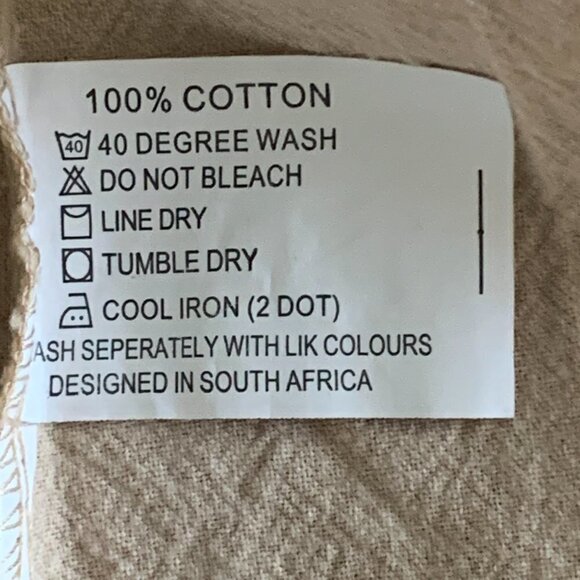 100% COTTON
40 40 DEGREE WASH
DO NOT BLEACH
LINE DRY
TUMBLE DRY
COOL IRON (2 DOT)
ASH SEPERATELY WITH LIK COLOURS
DESIGNED IN SOUTH AFRICA